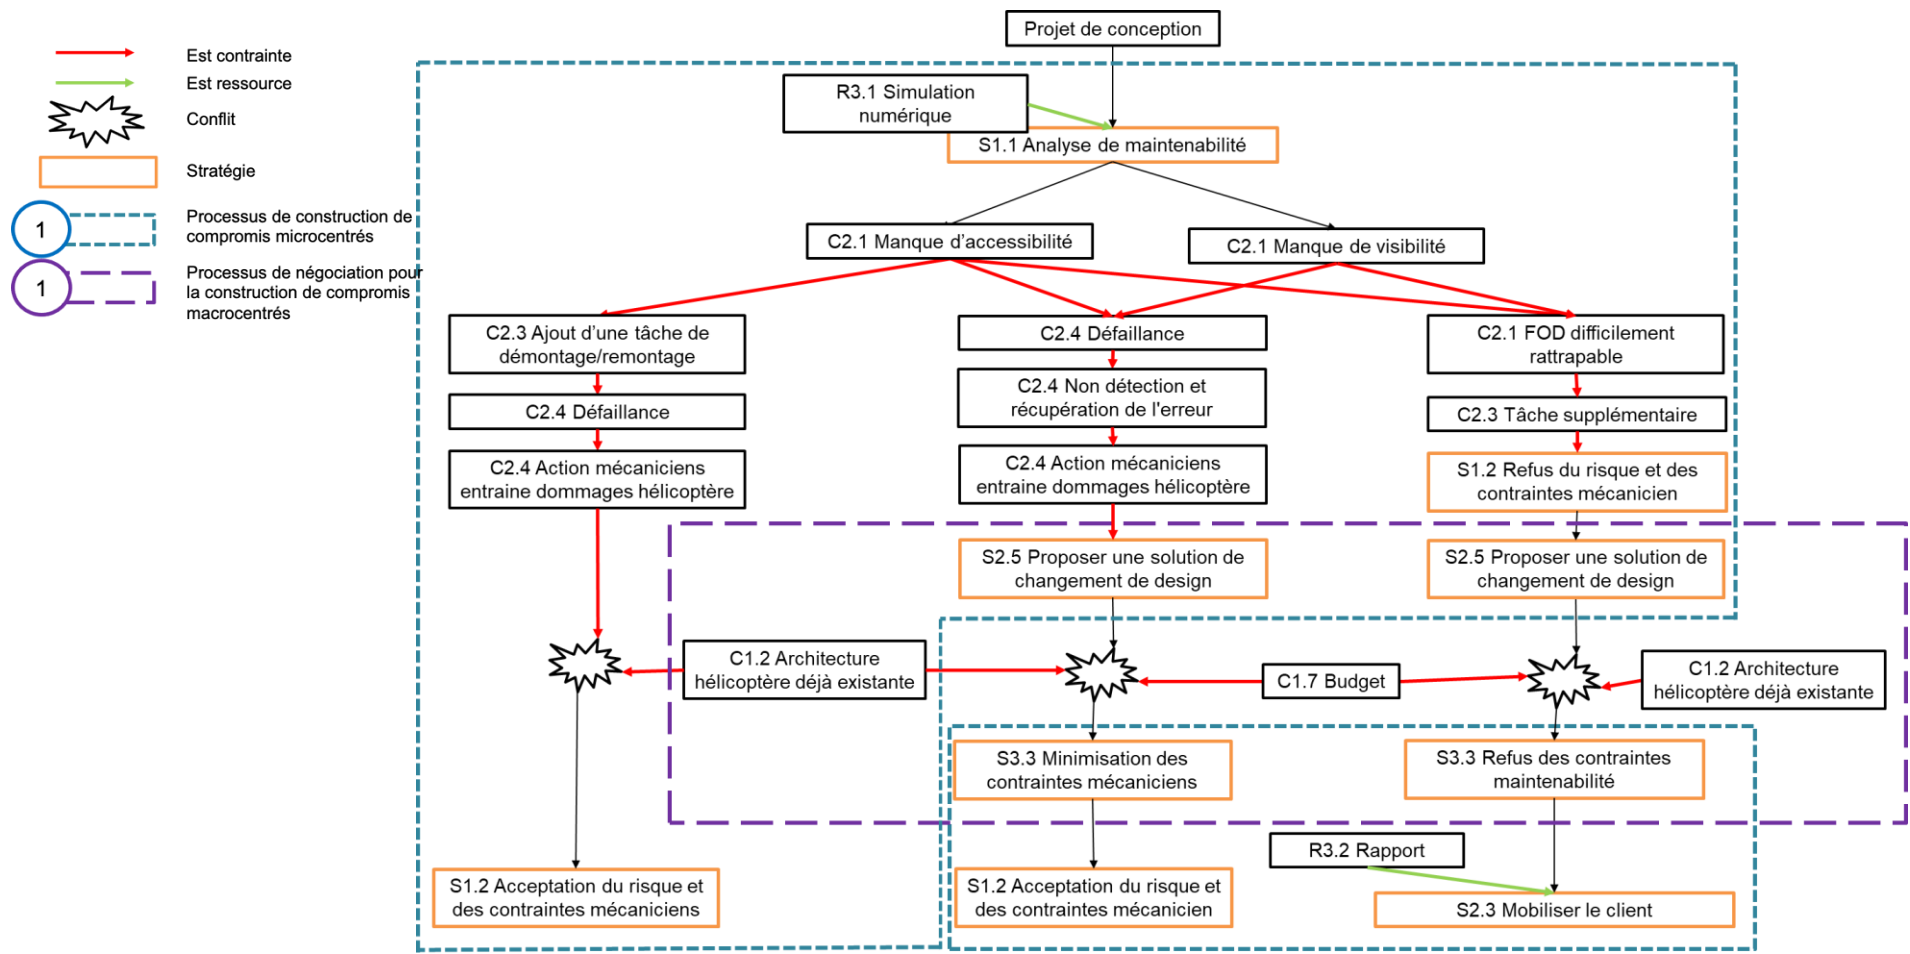 Projet de conception
Est contrainte
Est ressource
Conflit
Stratégie
1
Processus de construction de
compromis microcentrés
1
Processus de négociation pour
la construction de compromis
macrocentrés
R3.1 Simulation
numérique
S1.1 Analyse de maintenabilité
C2.1 Manque d'accessibilité
C2.1 Manque de visibilité
C2.3 Ajout d'une tâche de
démontage/remontage
C2.4 Défaillance
C2.1 FOD difficilement
rattrapable
C2.4 Défaillance
C2.4 Non détection et
récupération de l'erreur
C2.3 Tâche supplémentaire
C2.4 Action mécaniciens
entraine dommages hélicoptère
C2.4 Action mécaniciens
entraine dommages hélicoptère
S1.2 Refus du risque et des
contraintes mécanicien
S2.5 Proposer une solution de
changement de design
S2.5 Proposer une solution de
changement de design
C1.2 Architecture
hélicoptère déjà existante
C1.7 Budget
C1.2 Architecture
hélicoptère déjà existante
S3.3 Minimisation des
contraintes mécaniciens
S3.3 Refus des contraintes
maintenabilité
R3.2 Rapport
S1.2 Acceptation du risque et
des contraintes mécaniciens
S1.2 Acceptation du risque et
des contraintes mécanicien
S2.3 Mobiliser le client